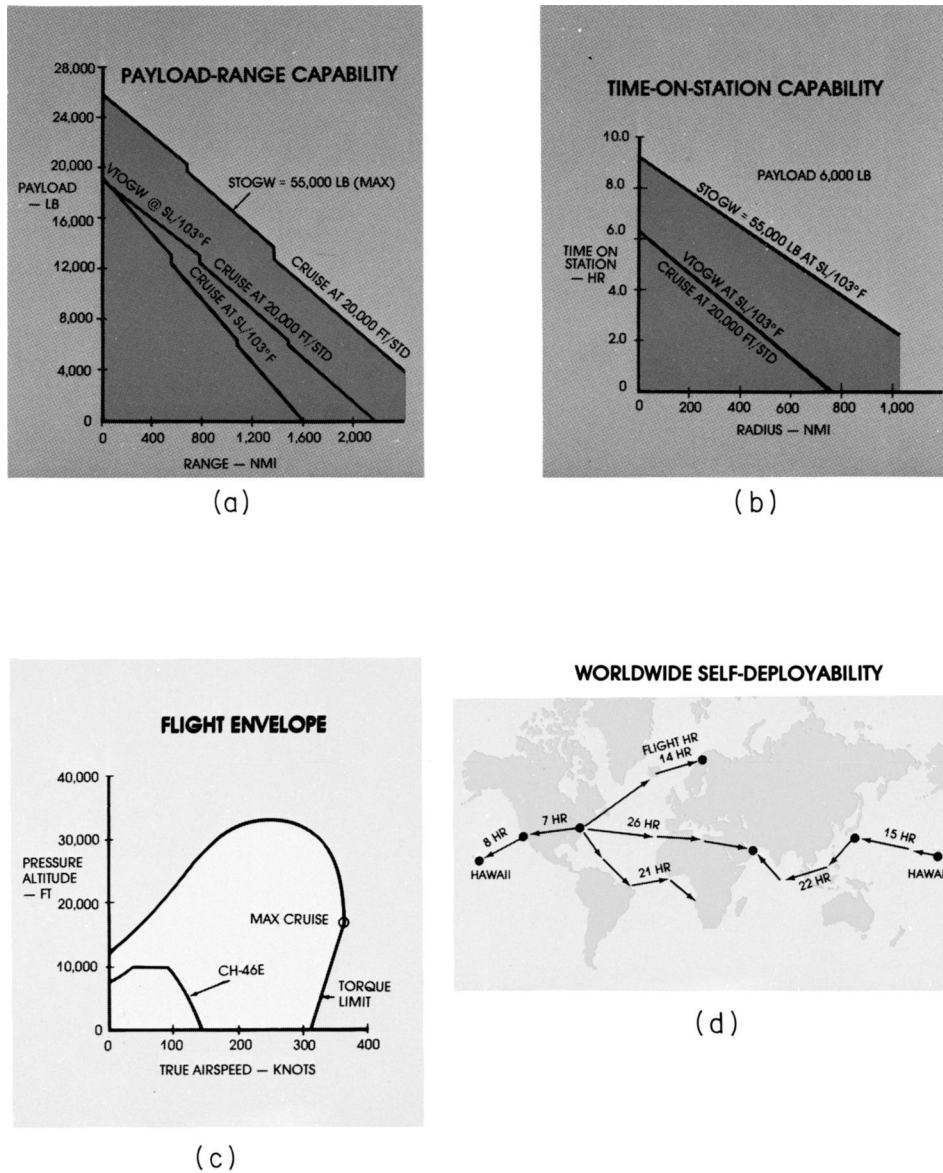 PAYLOAD-RANGE CAPABILITY
28,000
24,000
20,000
PAYLOAD
— LB
16,000
12,000
8,000
4,000
0
STOGW = 55,000 LB (MAX)
VTOGW @ SL/103°F
CRUISE AT 20,000 FT/STD
CRUISE AT 20,000 FT/STD
CRUISE AT SL/103°F
0 400 800 1,200 1,600 2,000
RANGE — NMI
(a)
TIME-ON-STATION CAPABILITY
10.0
8.0
6.0
TIME ON
STATION
— HR
4.0
2.0
0
PAYLOAD 6,000 LB
STOGW = 55,000 LB AT SL/103°F
VTOGW AT SL/103°F
CRUISE AT 20,000 FT/STD
0 200 400 600 800 1,000
RADIUS — NMI
(b)
FLIGHT ENVELOPE
40,000
30,000
PRESSURE
ALTITUDE
— FT
20,000
10,000
0
MAX CRUISE
CH-46E
TORQUE
LIMIT
0 100 200 300 400
TRUE AIRSPEED — KNOTS
(c)
WORLDWIDE SELF-DEPLOYABILITY
FLIGHT HR
14 HR
7 HR
8 HR
HAWAII
26 HR
21 HR
22 HR
15 HR
HAWAI
(d)